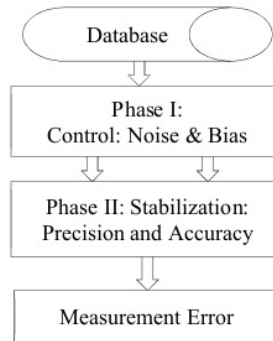 Database
Phase I:
Control: Noise & Bias
Phase II: Stabilization:
Precision and Accuracy
Measurement Error